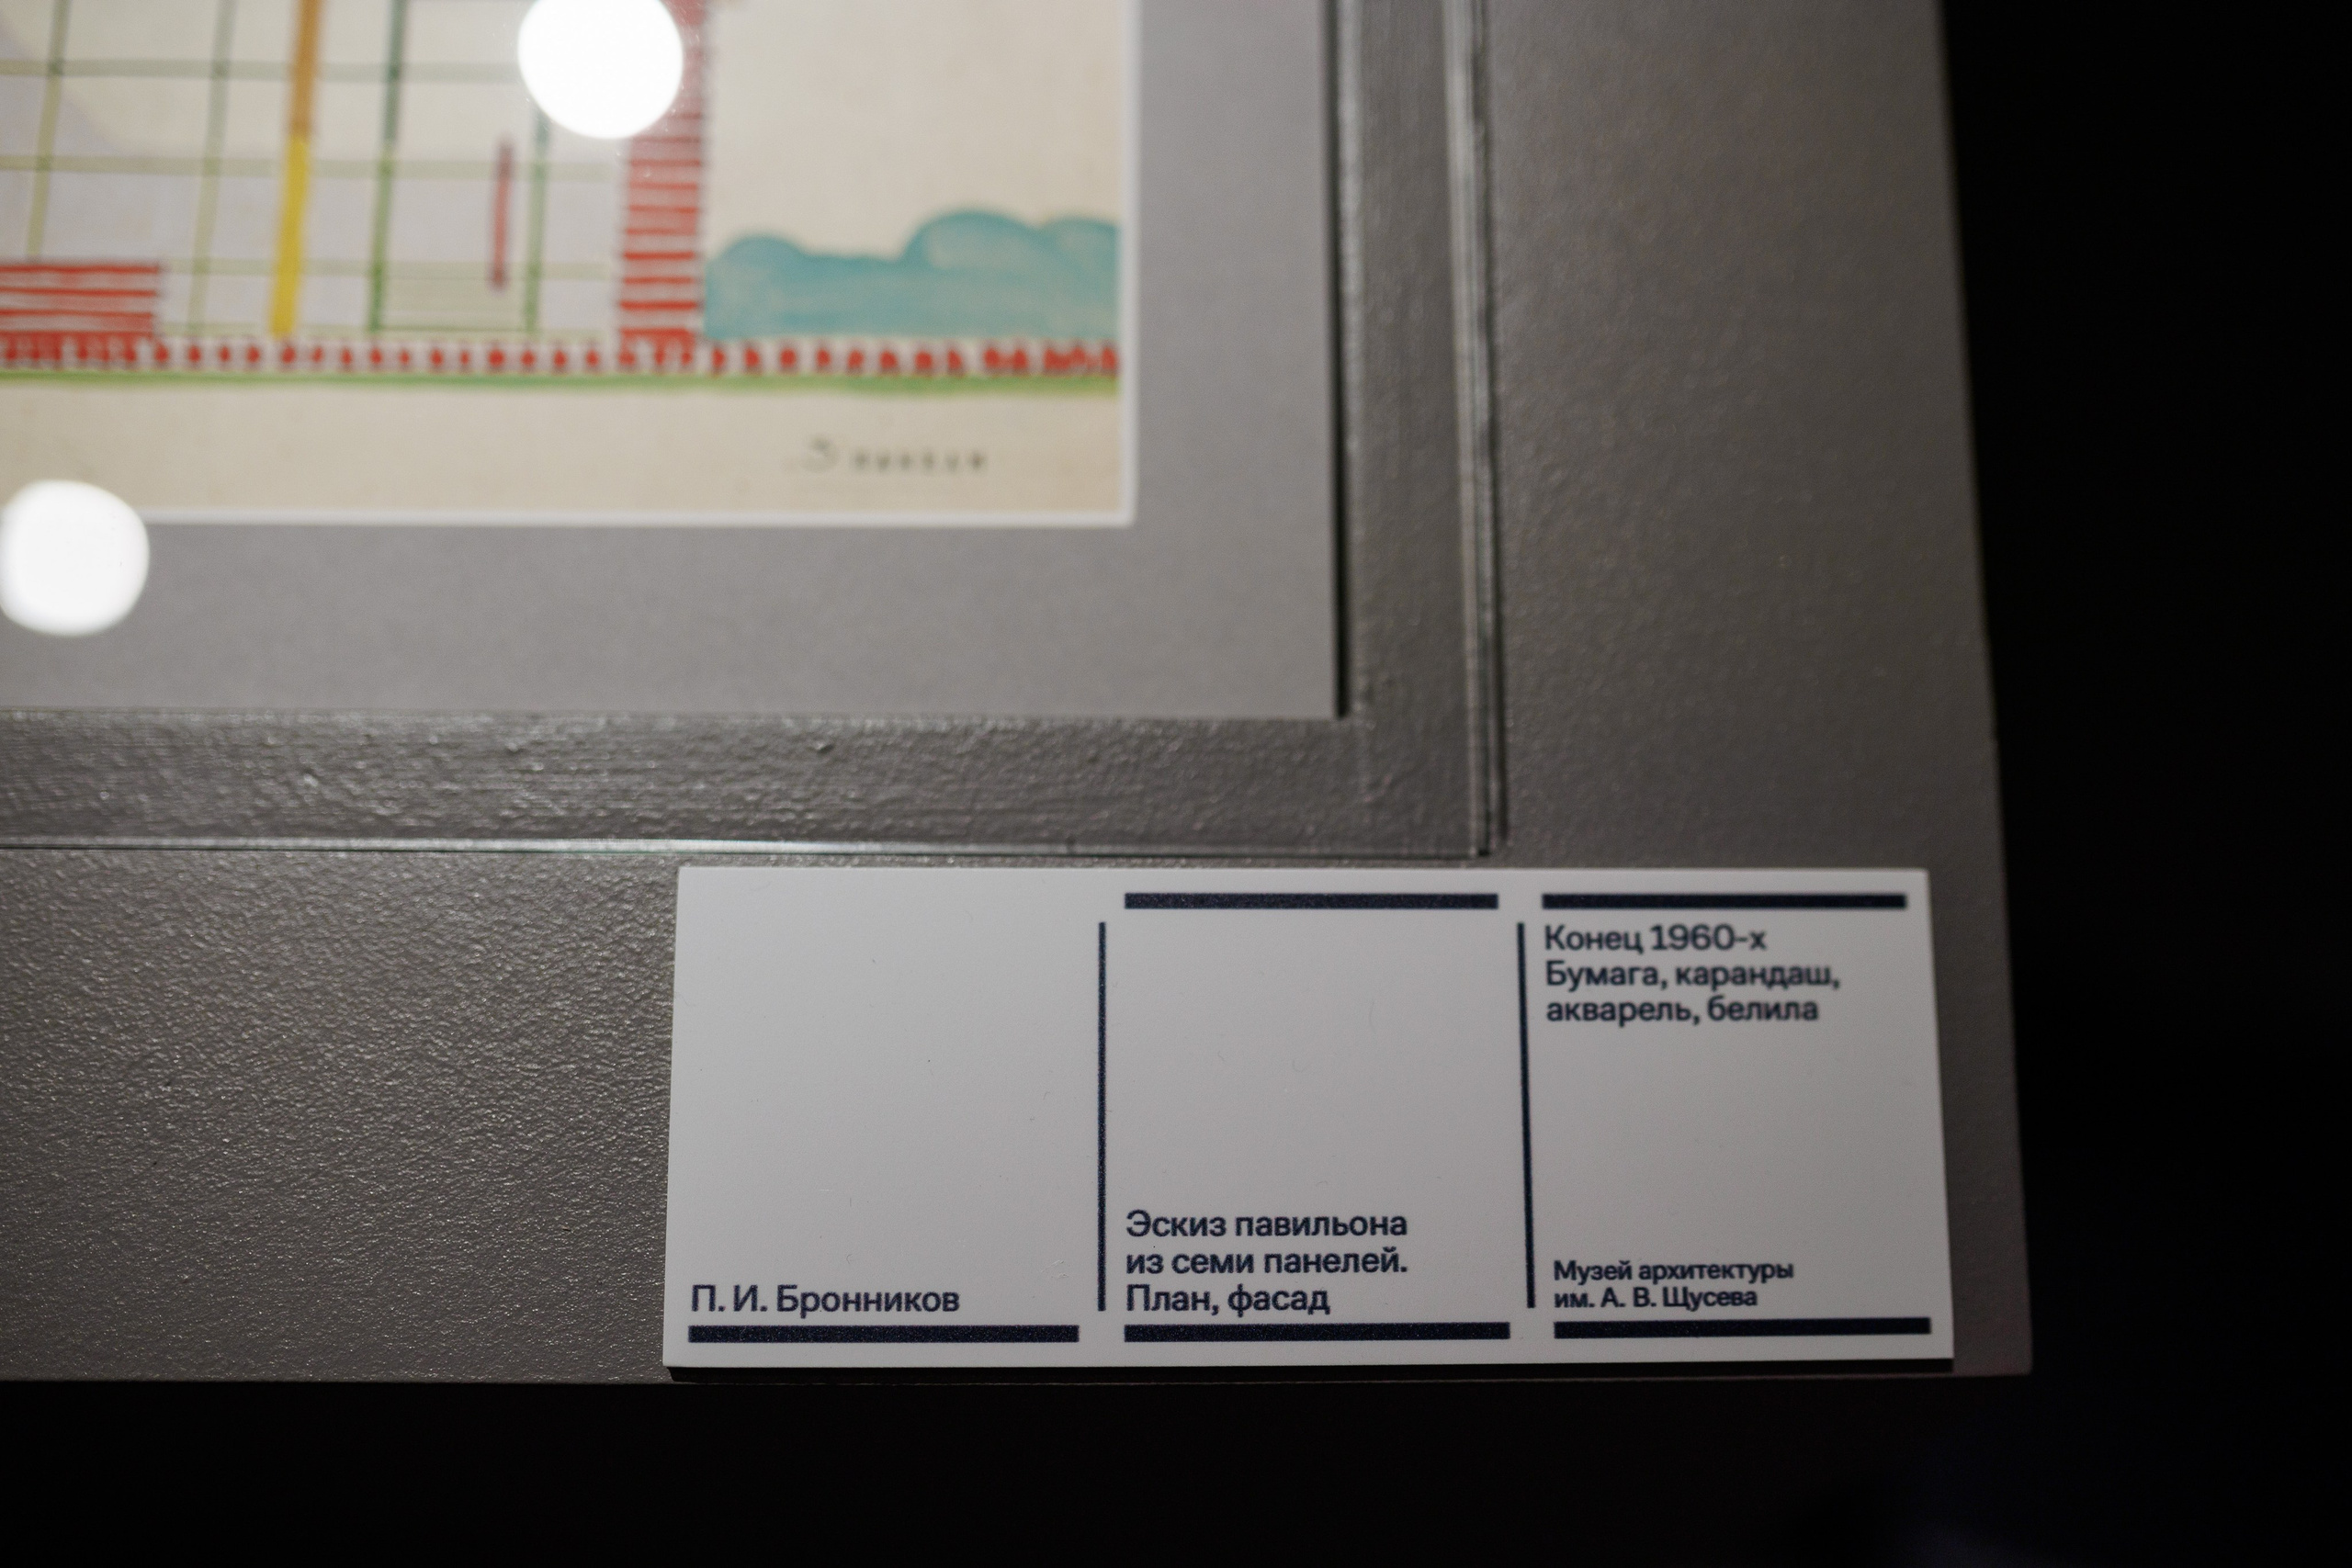 П. И. Бронников
Эскиз павильона
из семи панелей.
План, фасад
Конец 1960-х
Бумага, карандаш,
акварель, белила
Музей архитектуры
им. А. В. Щусева